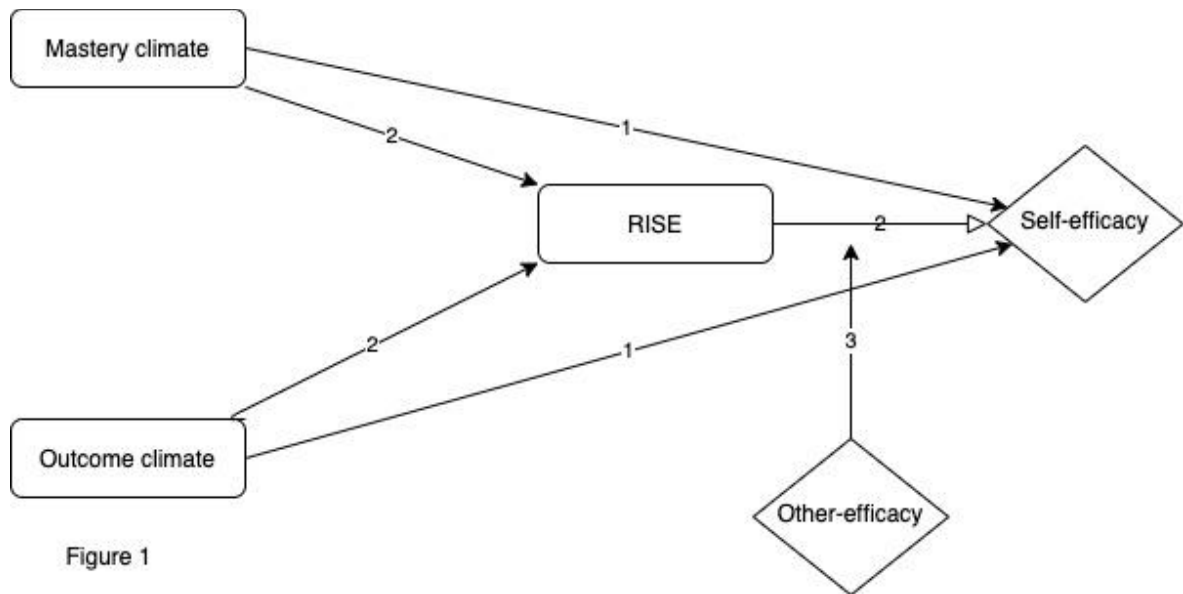 Mastery climate
1
2
RISE
2
Self-efficacy
2
1
3
Outcome climate
Other-efficacy
Figure 1